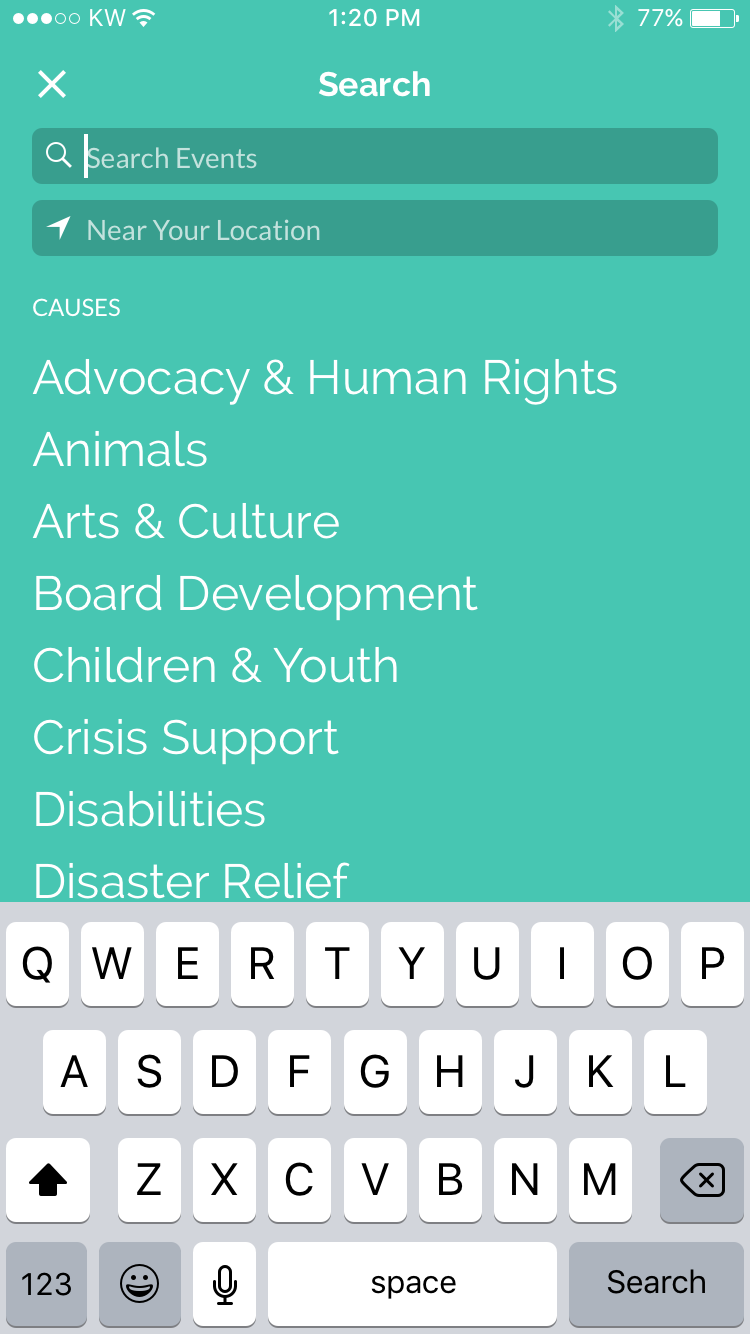 KW 1:20 PM 77%
Search
Search Events
Near Your Location
CAUSES
Advocacy & Human Rights
Animals
Arts & Culture
Board Development
Children & Youth
Crisis Support
Disabilities
Disaster Relief
Q W E R T Y U I O P
A S D F G H J K L
Z X C V B N M
123 space Search